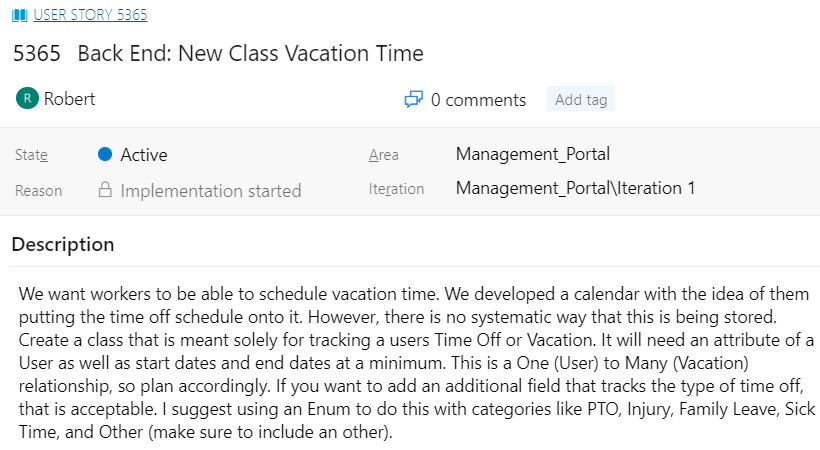 USER STORY 5365
5365 Back End: New Class Vacation Time
R Robert 0 comments Add tag
State Active Area Management_Portal
Reason Implementation started Iteration Management_Portal\Iteration 1
Description
We want workers to be able to schedule vacation time. We developed a calendar with the idea of them
putting the time off schedule onto it. However, there is no systematic way that this is being stored.
Create a class that is meant solely for tracking a users Time Off or Vacation. It will need an attribute of a
User as well as start dates and end dates at a minimum. This is a One (User) to Many (Vacation)
relationship, so plan accordingly. If you want to add an additional field that tracks the type of time off,
that is acceptable. I suggest using an Enum to do this with categories like PTO, Injury, Family Leave, Sick
Time, and Other (make sure to include an other).